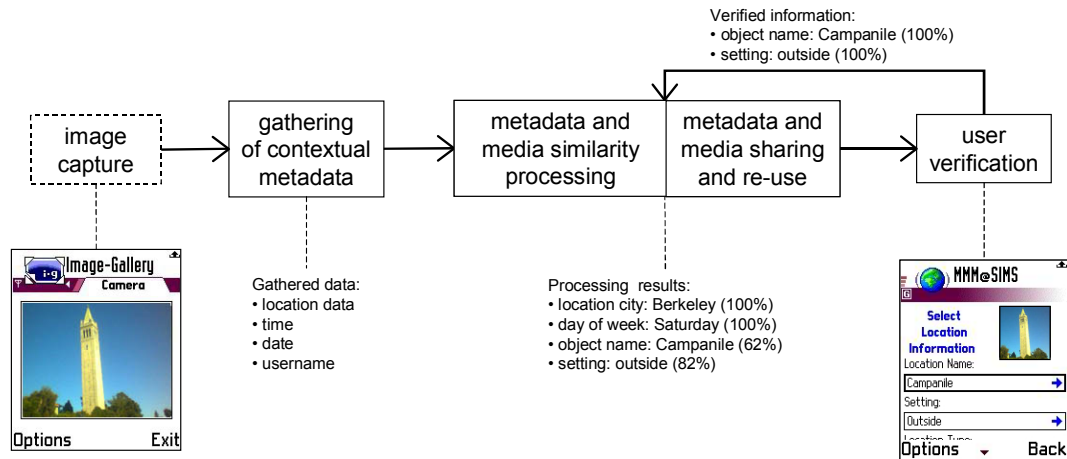 Verified information:
• object name: Campanile (100%)
• setting: outside (100%)
image
capture
gathering
of contextual
metadata
metadata and
media similarity
processing
metadata and
media sharing
and re-use
user
verification
i-g
Image-Gallery
Camera
Options Exit
Gathered data:
• location data
• time
• date
• username
Processing results:
• location city: Berkeley (100%)
• day of week: Saturday (100%)
• object name: Campanile (62%)
• setting: outside (82%)
MMM@SIMS
G
Select
Location
Information
Location Name:
Campanile
Setting:
Outside
Location Type:
Options Back